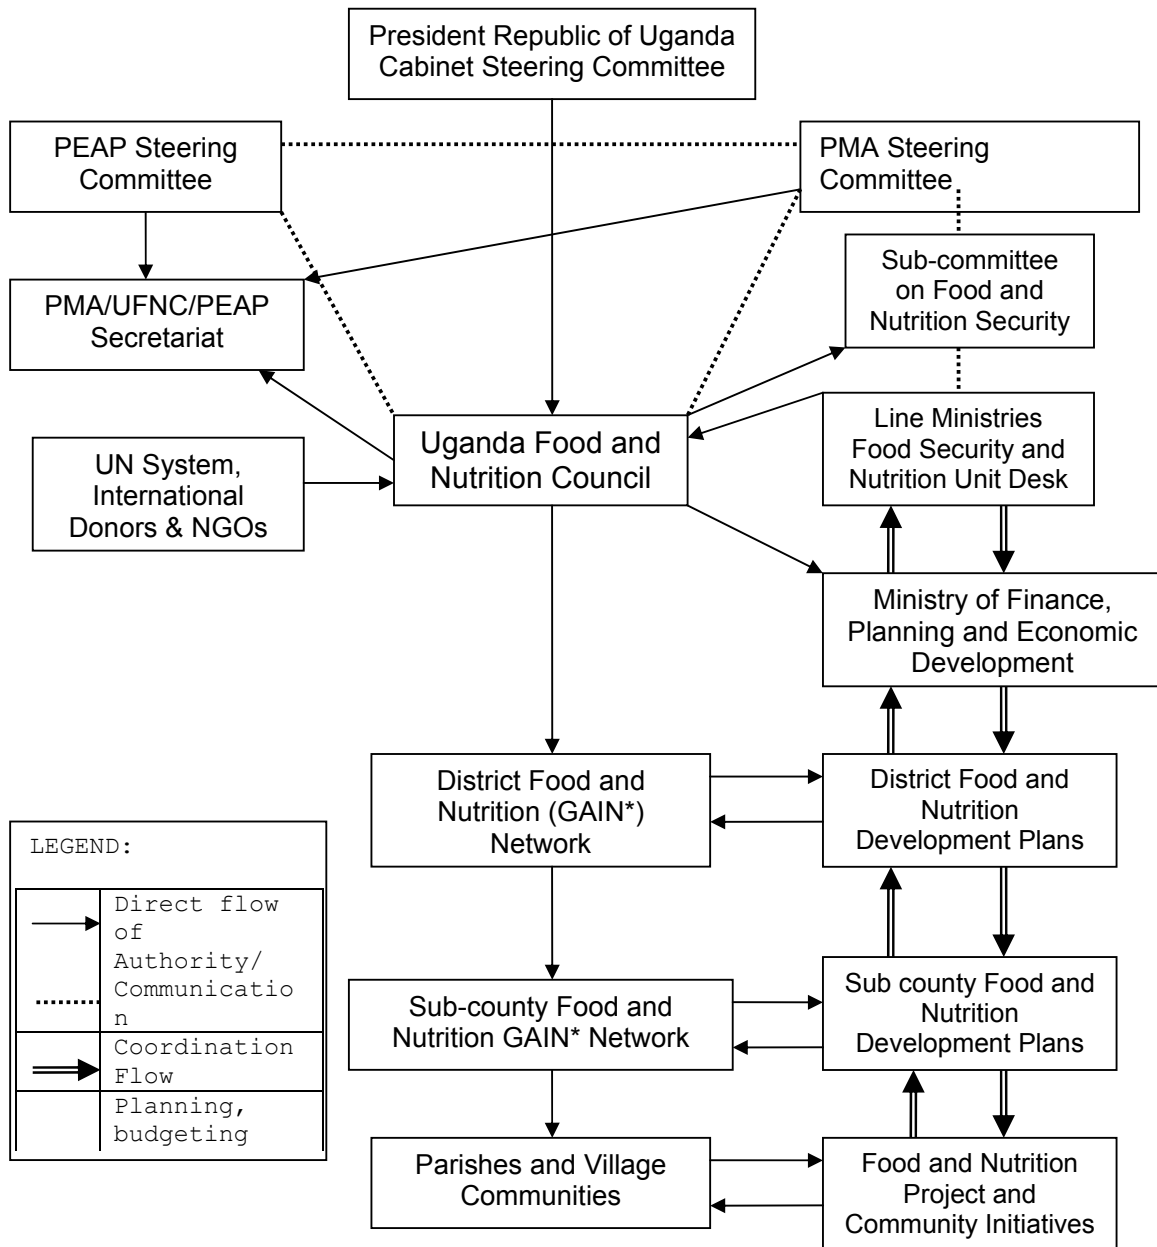 President Republic of Uganda
Cabinet Steering Committee
PEAP Steering
Committee
PMA Steering
Committee
Sub-committee
on Food and
Nutrition Security
PMA/UFNC/PEAP
Secretariat
Line Ministries
Food Security and
Nutrition Unit Desk
Uganda Food and
Nutrition Council
UN System,
International
Donors & NGOs
Ministry of Finance,
Planning and Economic
Development
District Food and
Nutrition (GAIN*)
Network
District Food and
Nutrition
Development Plans
LEGEND:
Direct flow
of
Authority/
Communicatio
n
Coordination
Flow
Planning,
budgeting
Sub-county Food and
Nutrition GAIN* Network
Sub county Food and
Nutrition
Development Plans
Parishes and Village
Communities
Food and Nutrition
Project and
Community Initiatives